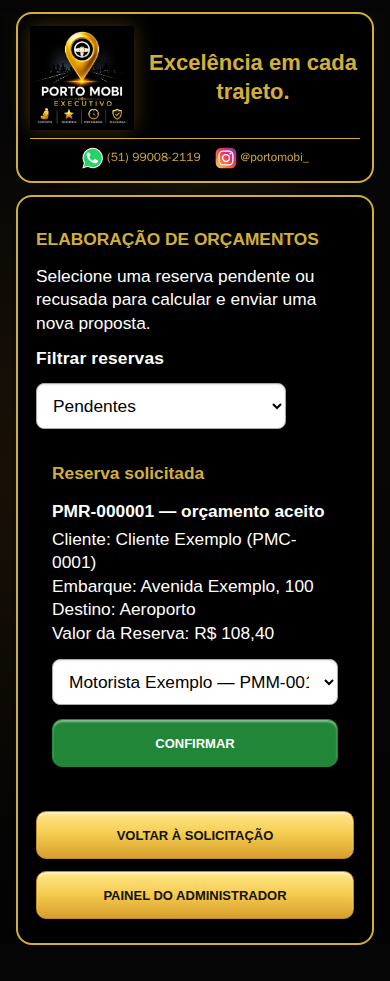 PORTO MOBI
EXECUTIVO
Excelência em cada
trajeto.
(51) 99008-2119 @portomobi_
ELABORAÇÃO DE ORÇAMENTOS
Selecione uma reserva pendente ou
recusada para calcular e enviar uma
nova proposta.
Filtrar reservas
Pendentes
Reserva solicitada
PMR-000001 — orçamento aceito
Cliente: Cliente Exemplo (PMC-
0001)
Embarque: Avenida Exemplo, 100
Destino: Aeroporto
Valor da Reserva: R$ 108,40
Motorista Exemplo — PMM-001
CONFIRMAR
VOLTAR À SOLICITAÇÃO
PAINEL DO ADMINISTRADOR